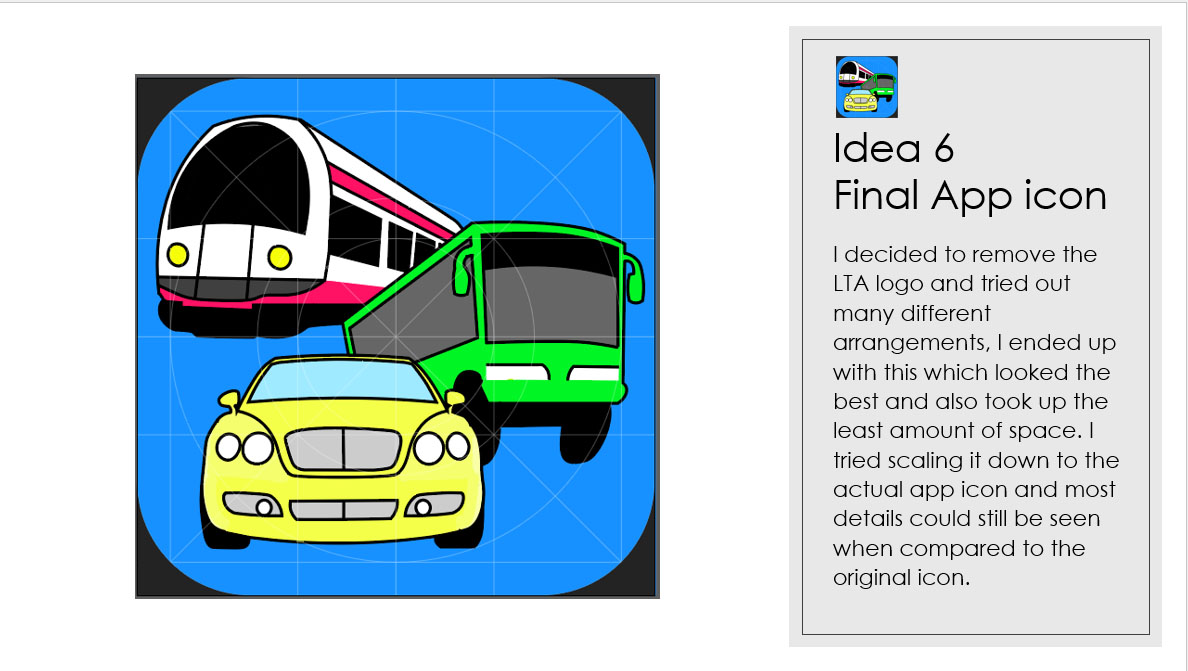 Idea 6
Final App icon
I decided to remove the
LTA logo and tried out
many different
arrangements, I ended up
with this which looked the
best and also took up the
least amount of space. I
tried scaling it down to the
actual app icon and most
details could still be seen
when compared to the
original icon.